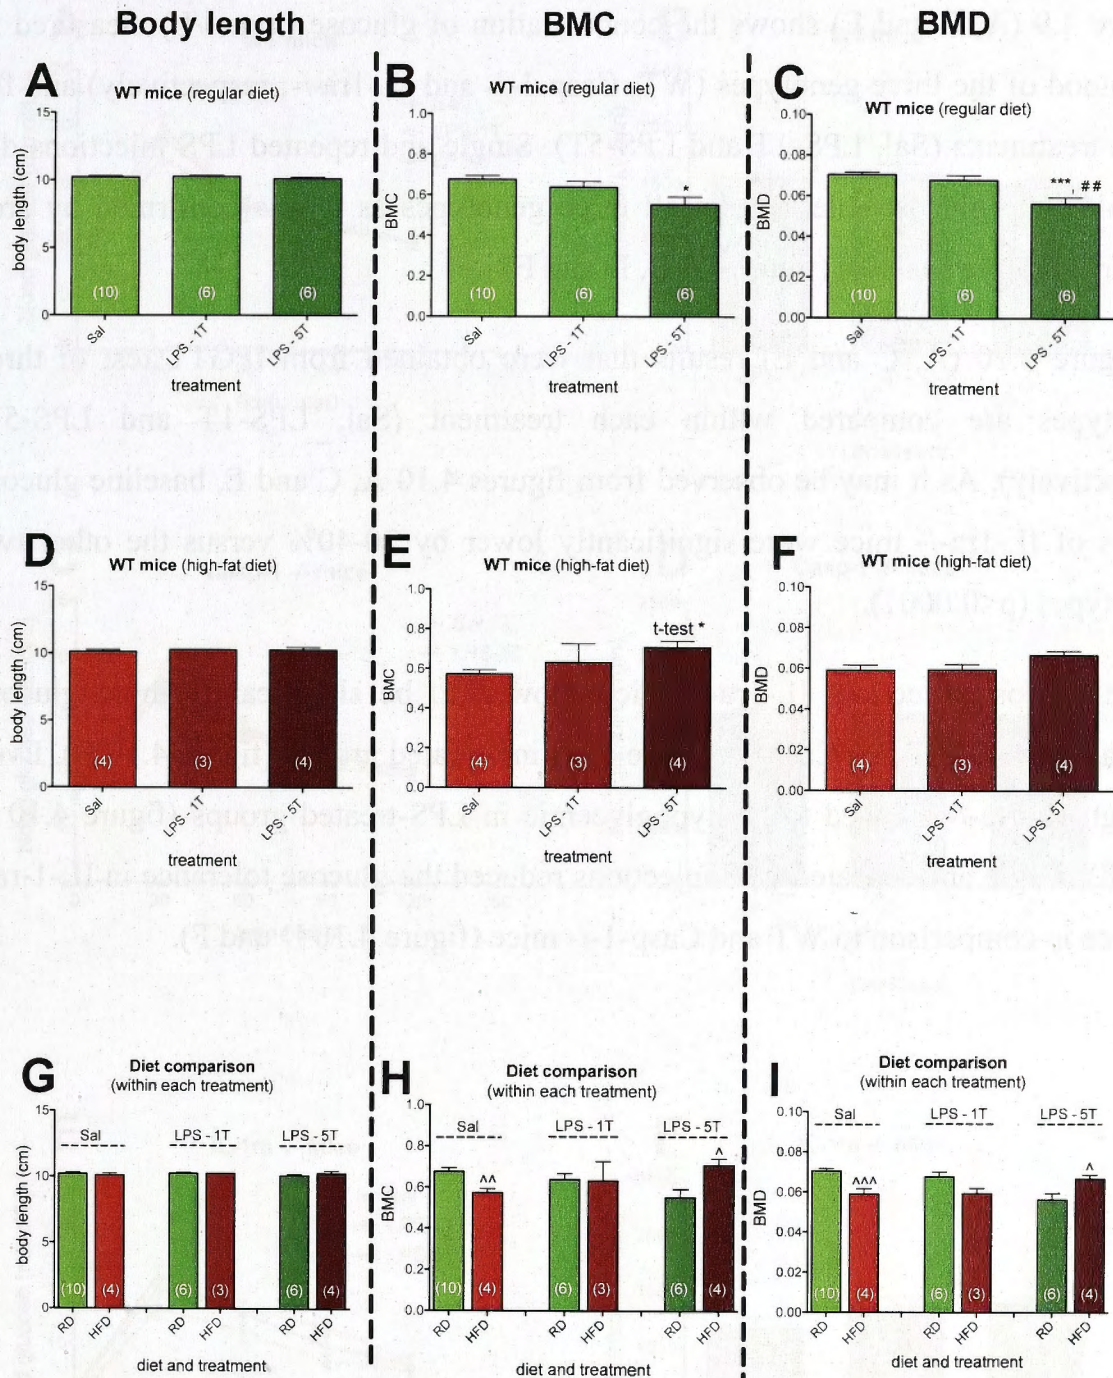 Body length
BMC
BMD
A
WT mice (regular diet)
15
10
5
0
body length (cm)
(10)
(6)
(6)
Sal
LPS - 1T
LPS - 5T
treatment
B
WT mice (regular diet)
1.0
0.8
0.6
0.4
0.2
0.0
BMC
*
(10)
(6)
(6)
Sal
LPS - 1T
LPS - 5T
treatment
C
WT mice (regular diet)
0.10
0.08
0.06
0.04
0.02
0.00
BMD
***, ##
(10)
(6)
(6)
Sal
LPS - 1T
LPS - 5T
treatment
D
WT mice (high-fat diet)
15
10
5
0
body length (cm)
(4)
(3)
(4)
Sal
LPS - 1T
LPS - 5T
treatment
E
WT mice (high-fat diet)
1.0
0.8
0.6
0.4
0.2
0.0
BMC
t-test *
(4)
(3)
(4)
Sal
LPS - 1T
LPS - 5T
treatment
F
WT mice (high-fat diet)
0.10
0.08
0.06
0.04
0.02
0.00
BMD
(4)
(3)
(4)
Sal
LPS - 1T
LPS - 5T
treatment
G
Diet comparison
(within each treatment)
15
10
5
0
body length (cm)
Sal
LPS - 1T
LPS - 5T
(10)
(4)
(6)
(3)
(6)
(4)
RD
HFD
RD
HFD
RD
HFD
diet and treatment
H
Diet comparison
(within each treatment)
1.0
0.8
0.6
0.4
0.2
0.0
BMC
Sal
LPS - 1T
LPS - 5T
^^
^
(10)
(4)
(6)
(3)
(6)
(4)
RD
HFD
RD
HFD
RD
HFD
diet and treatment
I
Diet comparison
(within each treatment)
0.10
0.08
0.06
0.04
0.02
0.00
BMD
Sal
LPS - 1T
LPS - 5T
^^^
^
(10)
(4)
(6)
(3)
(6)
(4)
RD
HFD
RD
HFD
RD
HFD
diet and treatment